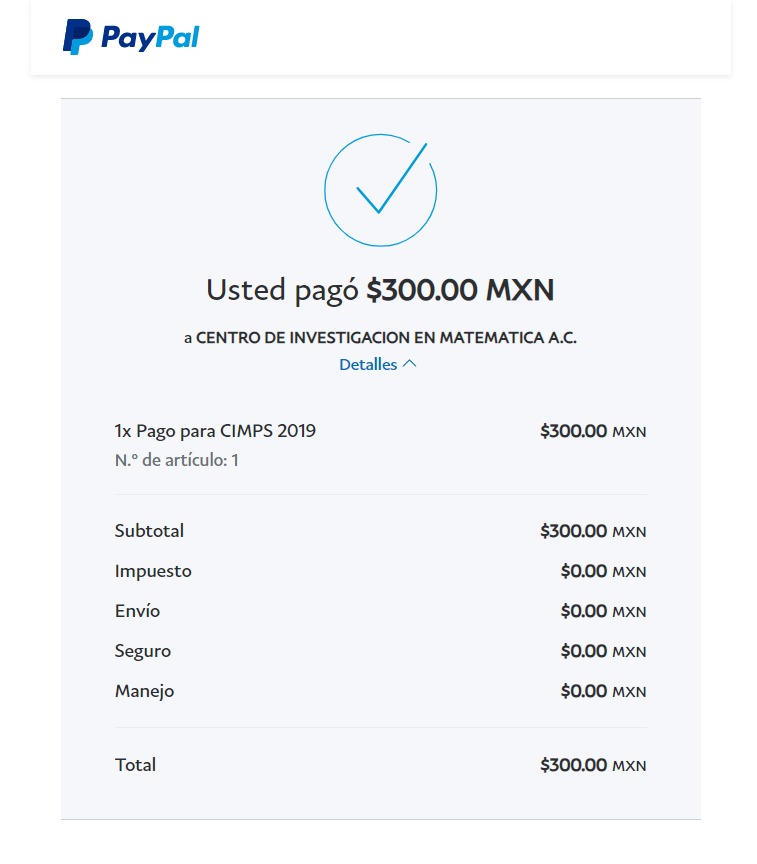 PayPal
Usted pagó $300.00 MXN
a CENTRO DE INVESTIGACION EN MATEMATICA A.C.
Detalles
1x Pago para CIMPS 2019 $300.00 MXN
N.º de artículo: 1
Subtotal $300.00 MXN
Impuesto $0.00 MXN
Envío $0.00 MXN
Seguro $0.00 MXN
Manejo $0.00 MXN
Total $300.00 MXN